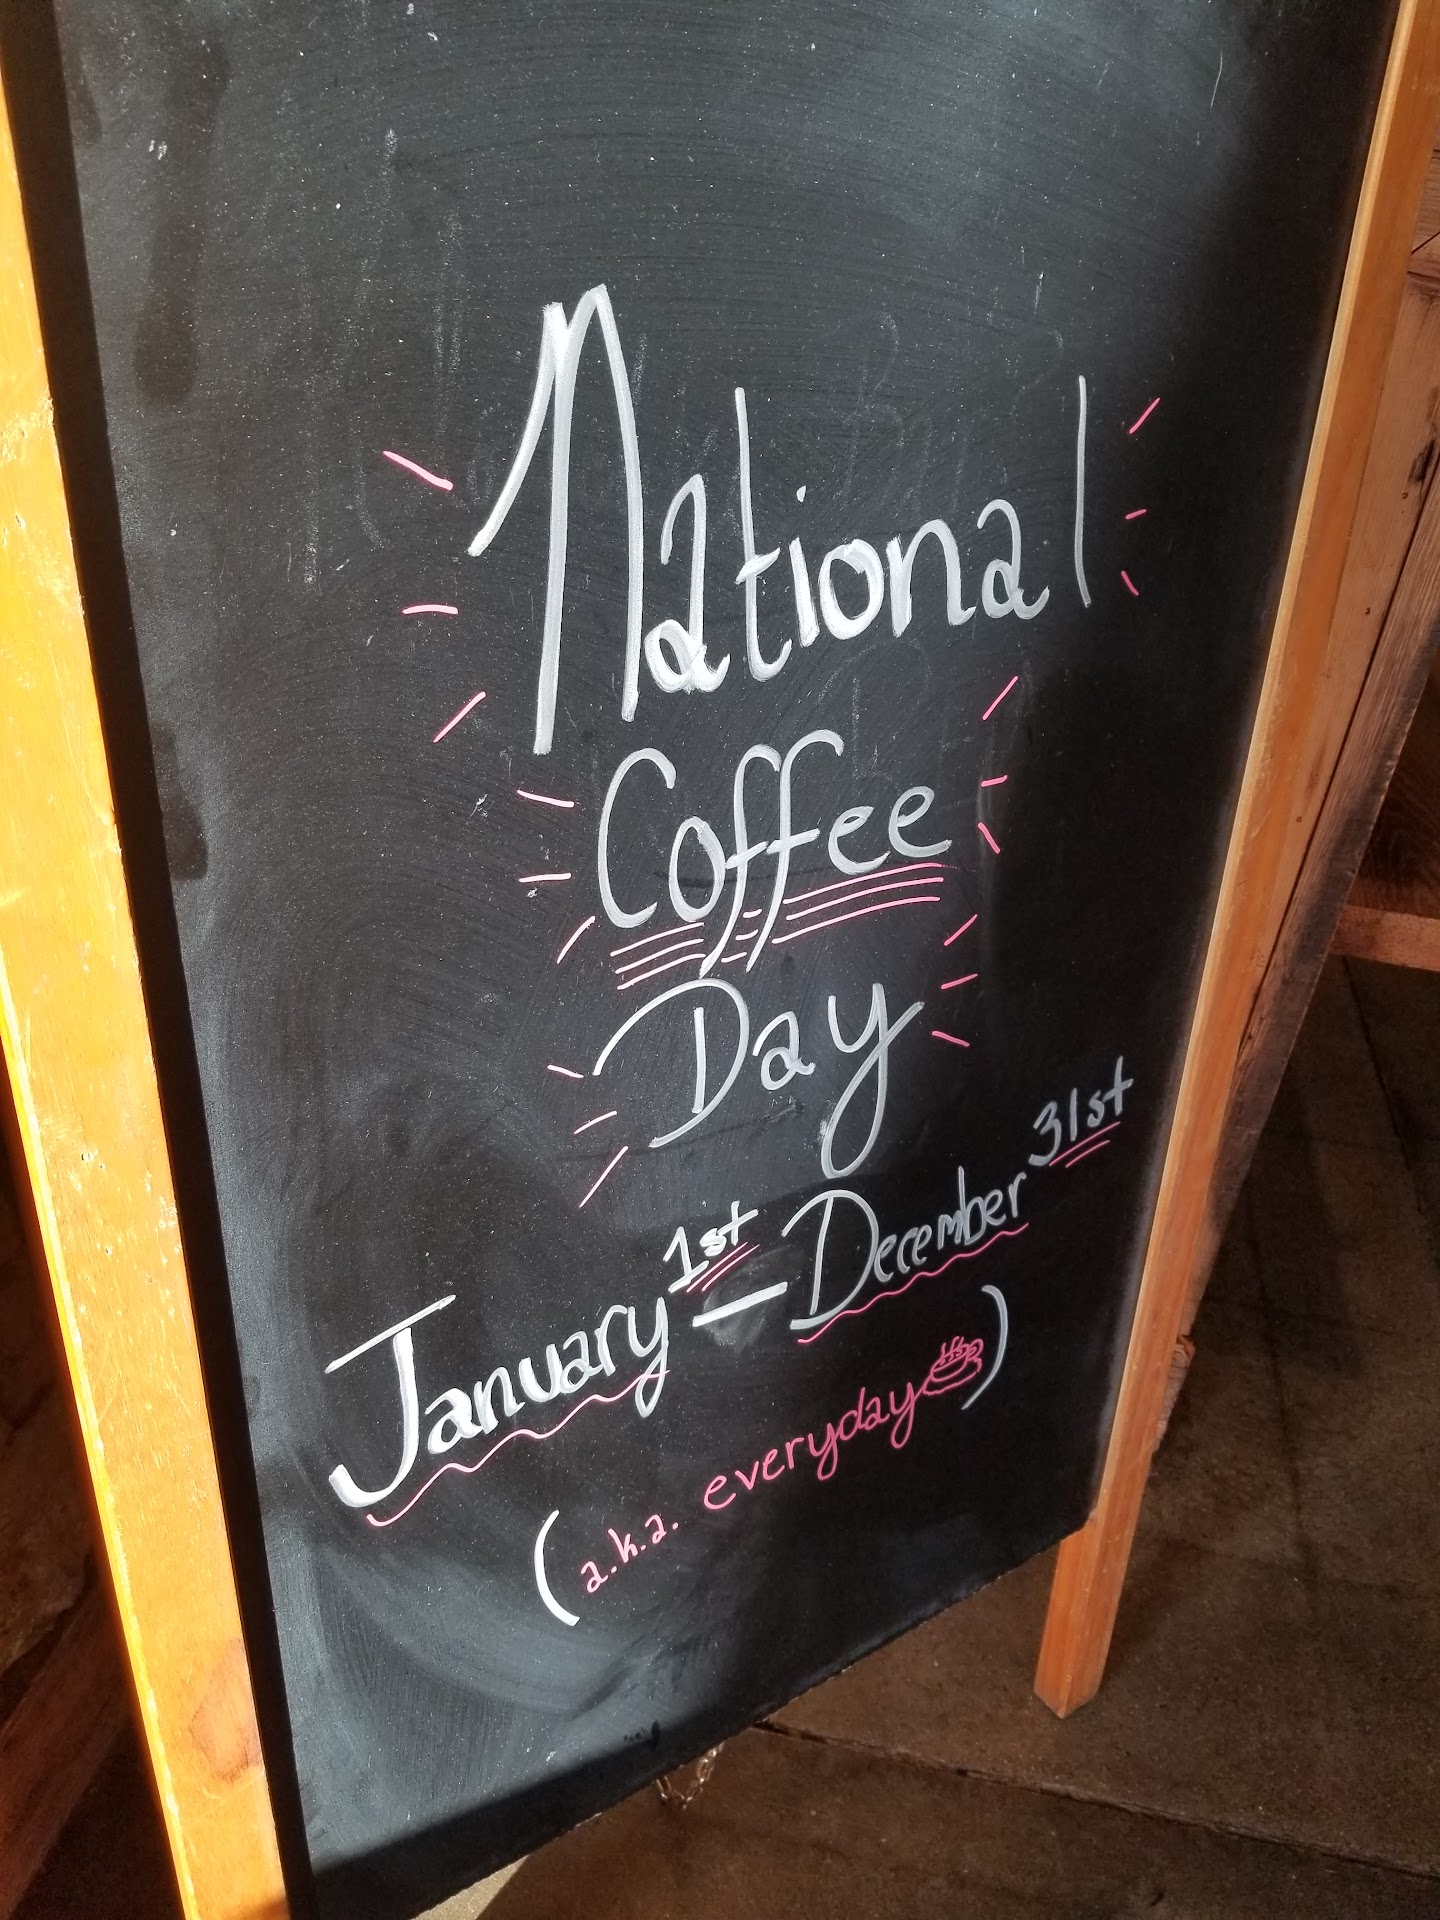 National
Coffee
Day
January 1st - December 31st
(a.k.a. everyday)